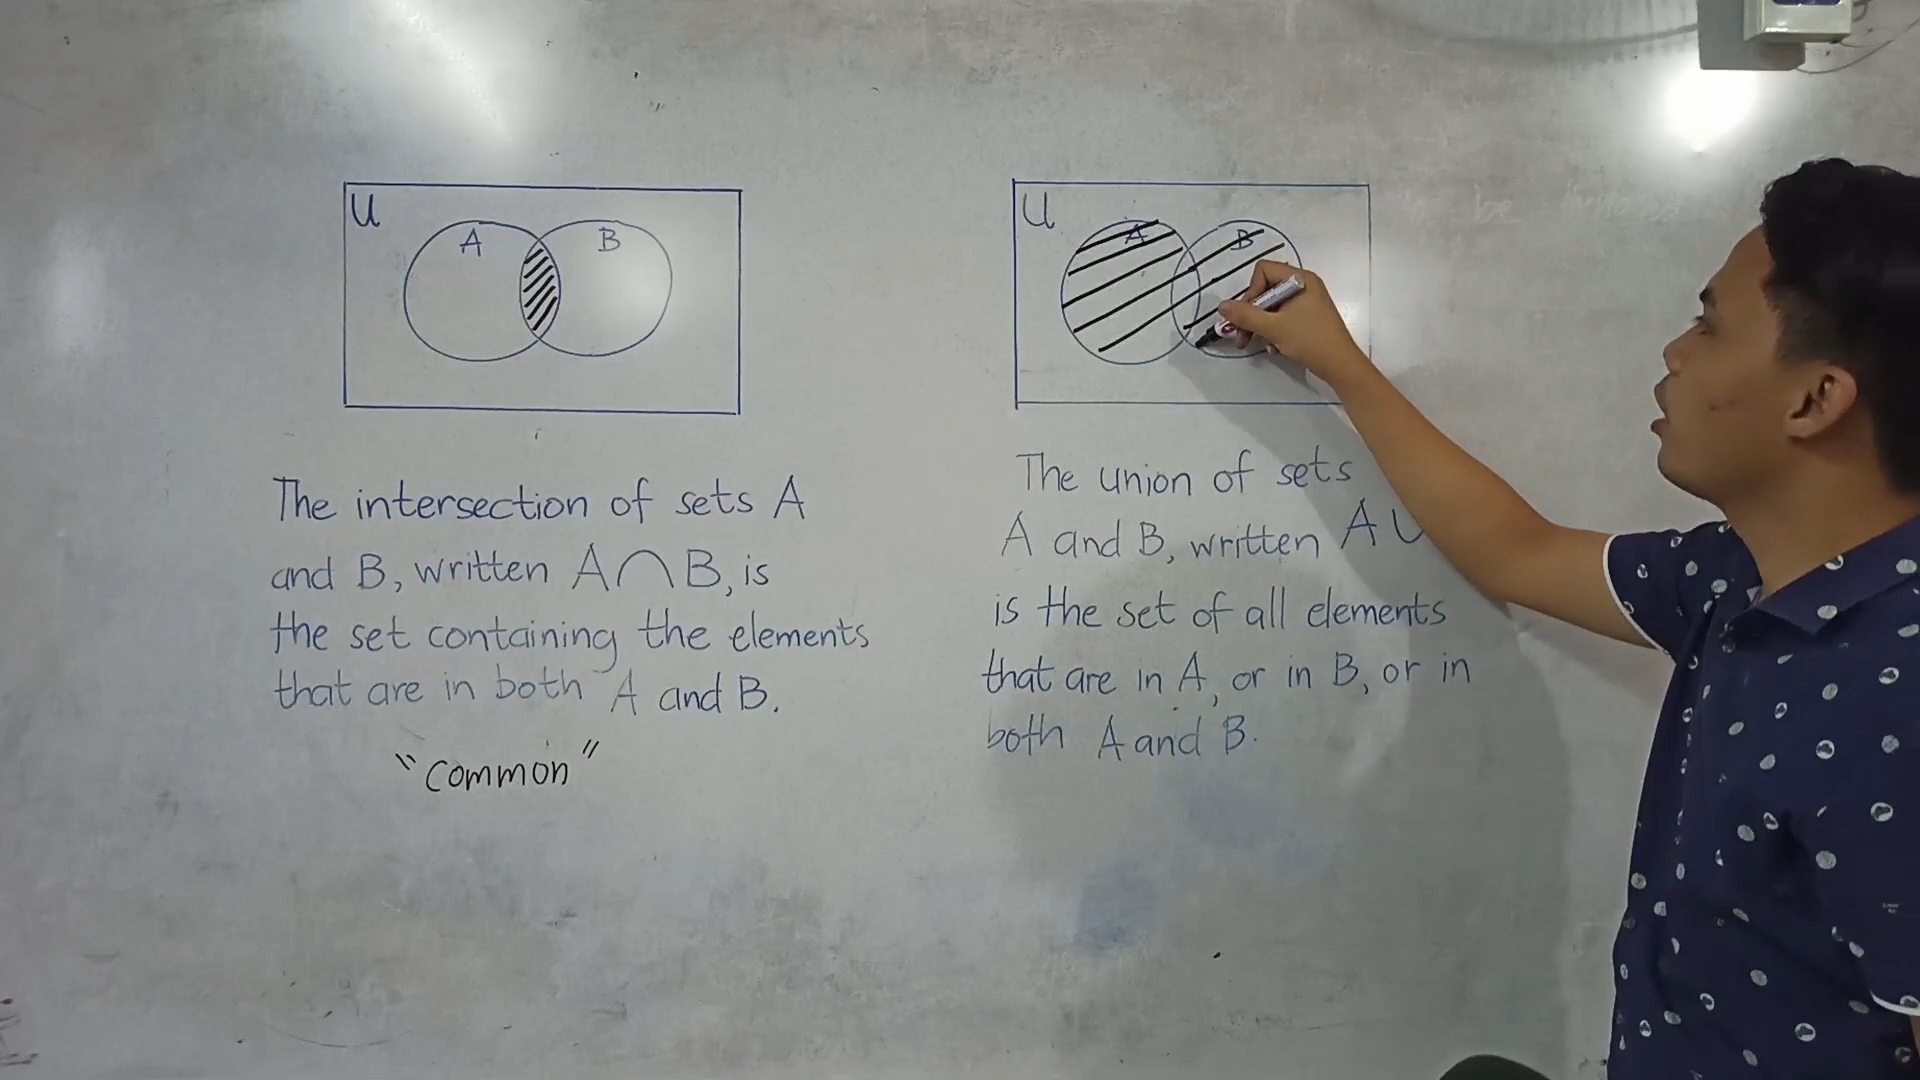 U
A
B
The intersection of sets A
and B, written A∩B, is
the set containing the elements
that are in both A and B.
"common"
U
A
B
The union of sets
A and B, written A∪
is the set of all elements
that are in A, or in B, or in
both A and B.